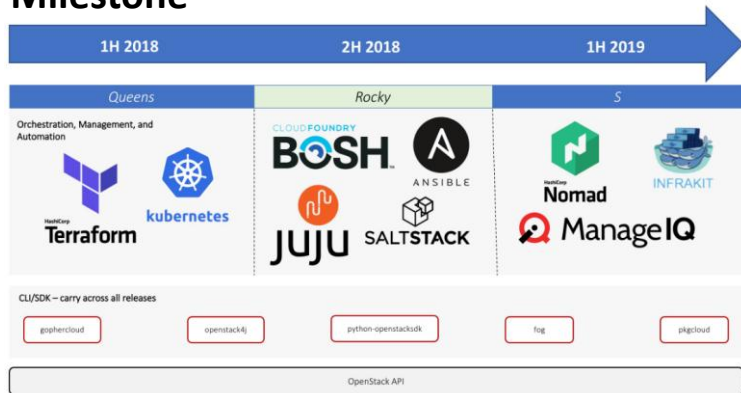 Milestone
1H 2018
2H 2018
1H 2019
Queens
Rocky
S
Orchestration, Management, and
Automation
HashiCorp
Terraform
kubernetes
CLOUDFOUNDRY
BOSH™
ANSIBLE
JUJU
SALTSTACK
HashiCorp
Nomad
INFRAKIT
ManageIQ
CLI/SDK – carry across all releases
gophercloud
openstack4j
python-openstacksdk
fog
pkgcloud
OpenStack API